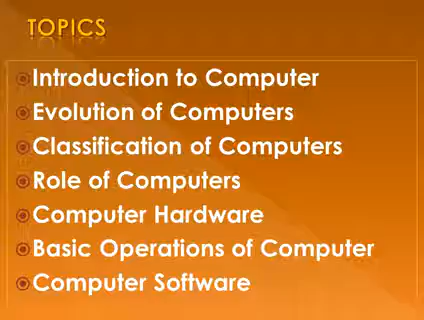 TOPICS
Introduction to Computer
Evolution of Computers
Classification of Computers
Role of Computers
Computer Hardware
Basic Operations of Computer
Computer Software